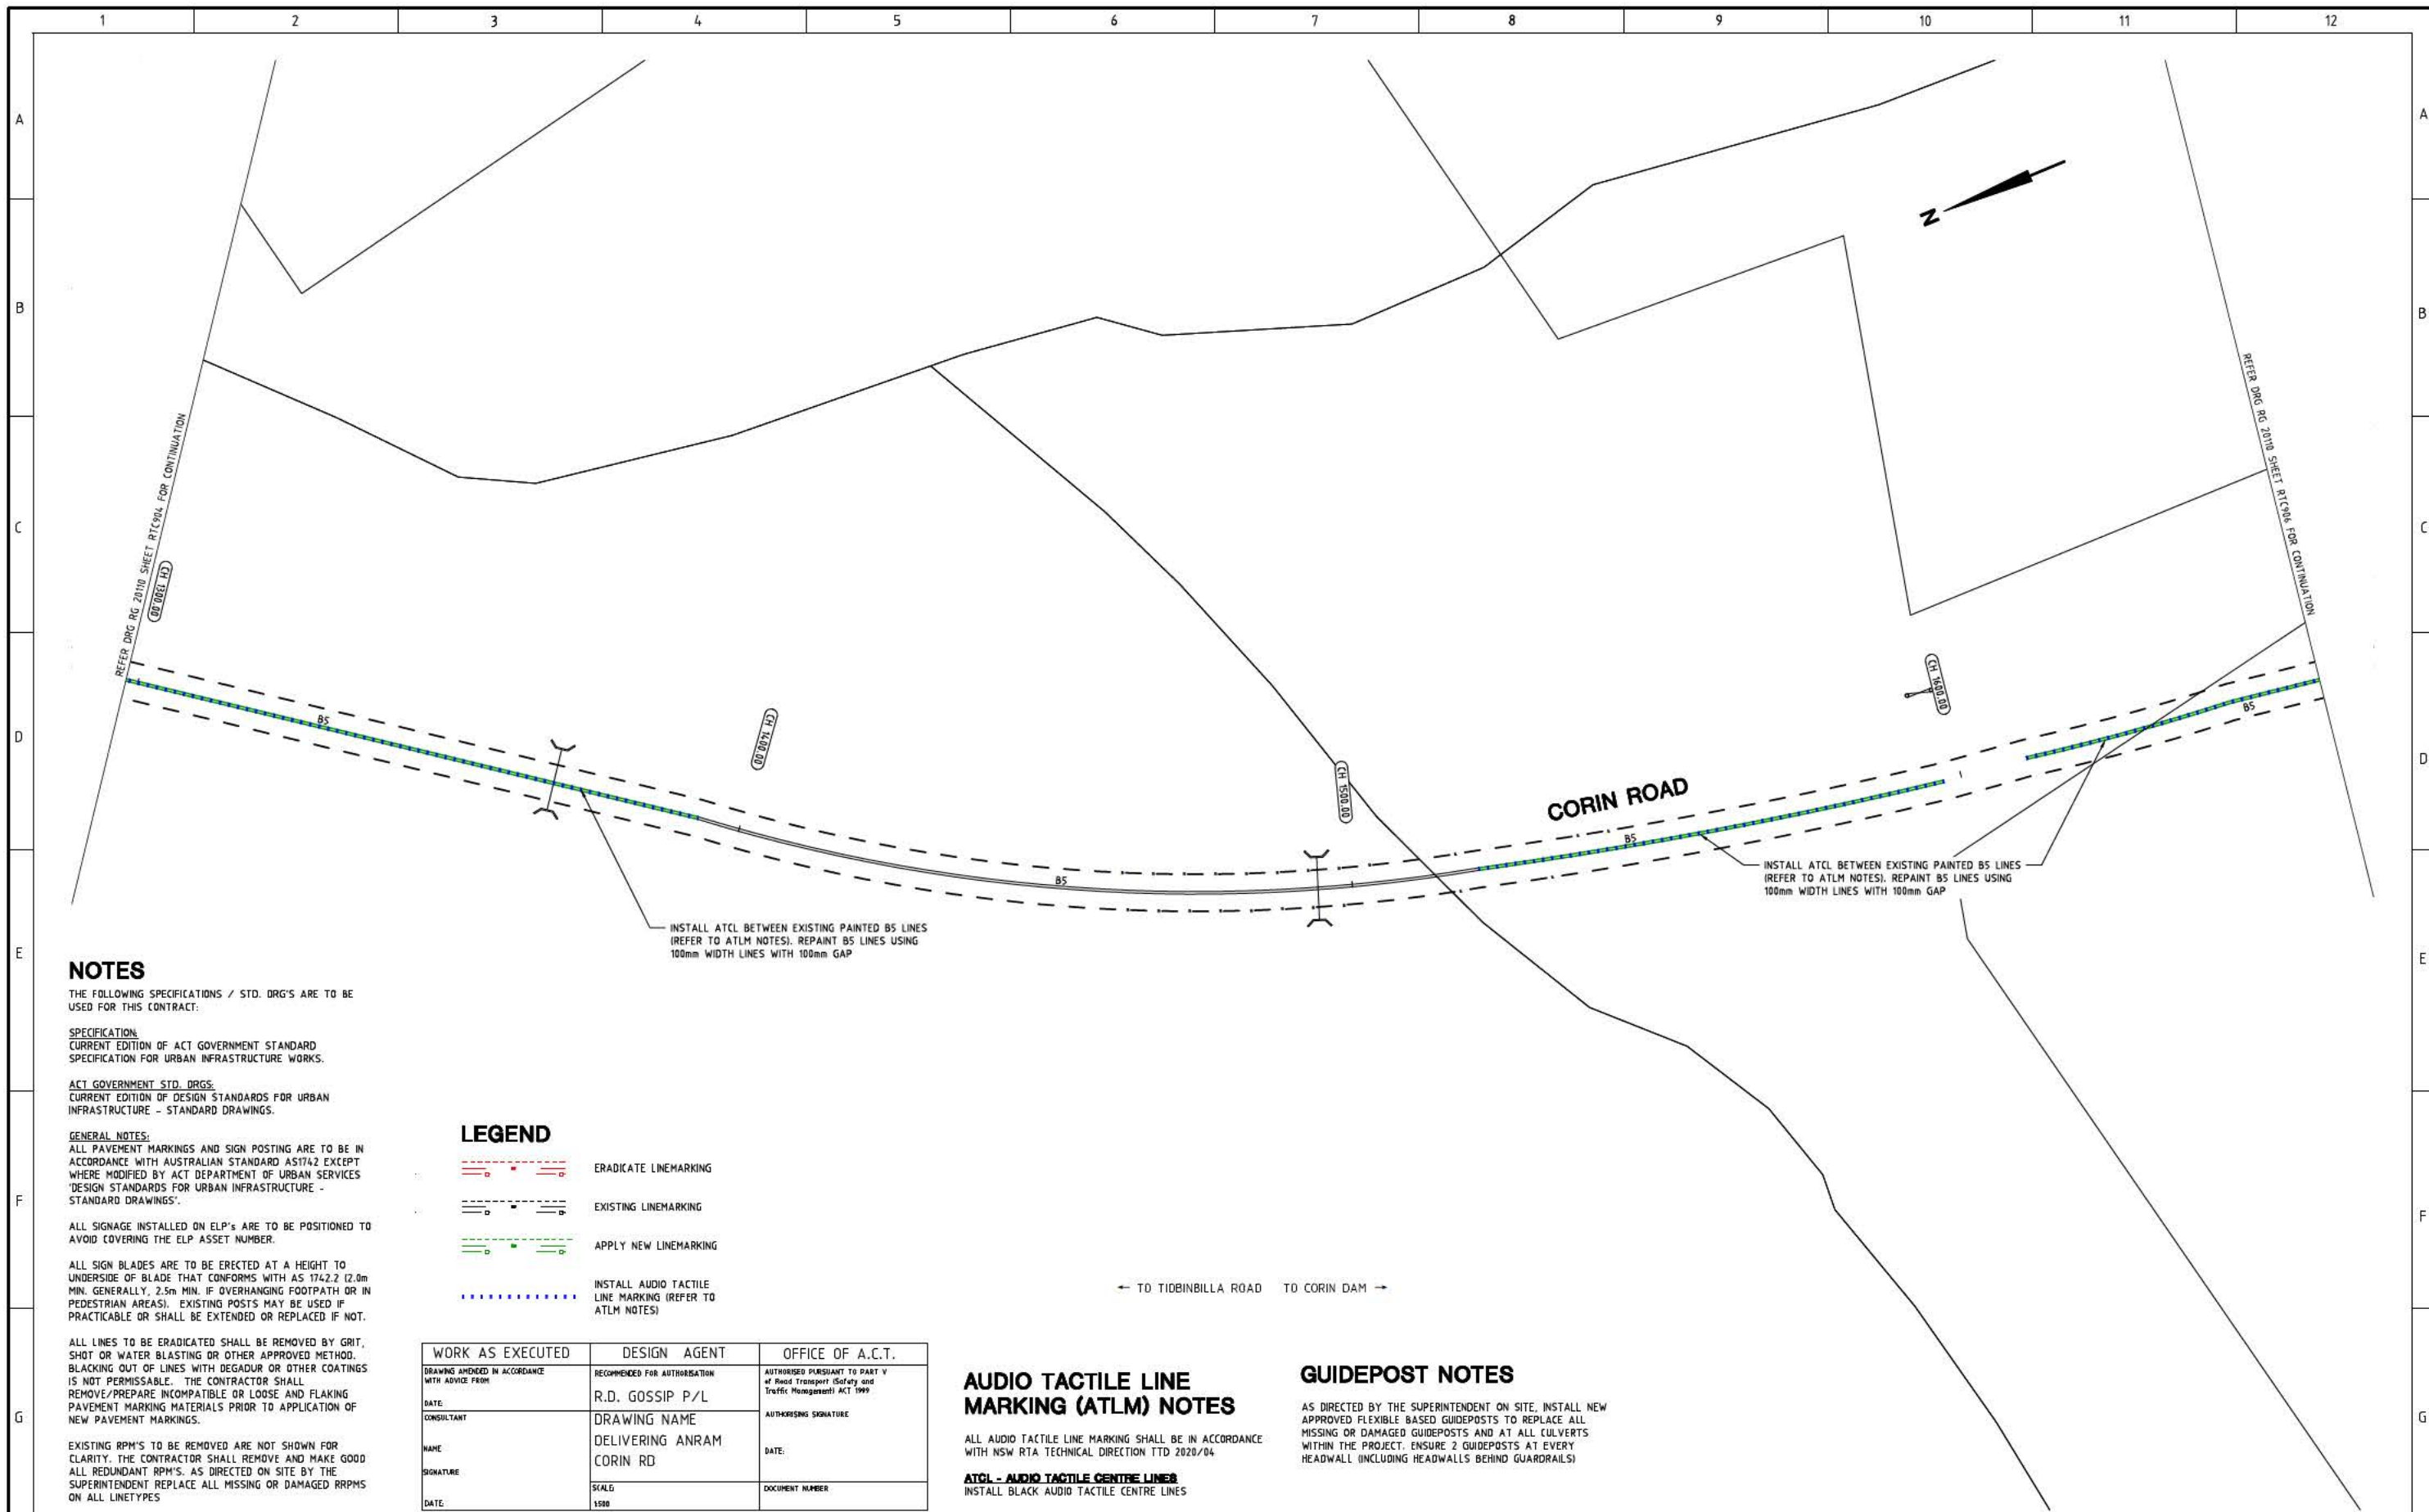 1 2 3 4 5 6 7 8 9 10 11 12
A A
B B
C C
D D
E E
F F
G G
N
REFER DRG RG 20110 SHEET RTC904 FOR CONTINUATION
CH 1300.00
REFER DRG RG 20110 SHEET RTC906 FOR CONTINUATION
CH 1600.00
B5
CH 1400.00
CH 1500.00
CORIN ROAD
B5
B5
B5
INSTALL ATCL BETWEEN EXISTING PAINTED B5 LINES
(REFER TO ATLM NOTES). REPAINT B5 LINES USING
100mm WIDTH LINES WITH 100mm GAP
INSTALL ATCL BETWEEN EXISTING PAINTED B5 LINES
(REFER TO ATLM NOTES). REPAINT B5 LINES USING
100mm WIDTH LINES WITH 100mm GAP
NOTES
THE FOLLOWING SPECIFICATIONS / STD. DRG'S ARE TO BE
USED FOR THIS CONTRACT:
SPECIFICATION:
CURRENT EDITION OF ACT GOVERNMENT STANDARD
SPECIFICATION FOR URBAN INFRASTRUCTURE WORKS.
ACT GOVERNMENT STD. DRGS:
CURRENT EDITION OF DESIGN STANDARDS FOR URBAN
INFRASTRUCTURE - STANDARD DRAWINGS.
GENERAL NOTES:
ALL PAVEMENT MARKINGS AND SIGN POSTING ARE TO BE IN
ACCORDANCE WITH AUSTRALIAN STANDARD AS1742 EXCEPT
WHERE MODIFIED BY ACT DEPARTMENT OF URBAN SERVICES
'DESIGN STANDARDS FOR URBAN INFRASTRUCTURE -
STANDARD DRAWINGS'.
ALL SIGNAGE INSTALLED ON ELP's ARE TO BE POSITIONED TO
AVOID COVERING THE ELP ASSET NUMBER.
ALL SIGN BLADES ARE TO BE ERECTED AT A HEIGHT TO
UNDERSIDE OF BLADE THAT CONFORMS WITH AS 1742.2 (2.0m
MIN. GENERALLY, 2.5m MIN. IF OVERHANGING FOOTPATH OR IN
PEDESTRIAN AREAS). EXISTING POSTS MAY BE USED IF
PRACTICABLE OR SHALL BE EXTENDED OR REPLACED IF NOT.
ALL LINES TO BE ERADICATED SHALL BE REMOVED BY GRIT,
SHOT OR WATER BLASTING OR OTHER APPROVED METHOD.
BLACKING OUT OF LINES WITH DEGADUR OR OTHER COATINGS
IS NOT PERMISSABLE. THE CONTRACTOR SHALL
REMOVE/PREPARE INCOMPATIBLE OR LOOSE AND FLAKING
PAVEMENT MARKING MATERIALS PRIOR TO APPLICATION OF
NEW PAVEMENT MARKINGS.
EXISTING RPM'S TO BE REMOVED ARE NOT SHOWN FOR
CLARITY. THE CONTRACTOR SHALL REMOVE AND MAKE GOOD
ALL REDUNDANT RPM'S. AS DIRECTED ON SITE BY THE
SUPERINTENDENT REPLACE ALL MISSING OR DAMAGED RRPMS
ON ALL LINETYPES
LEGEND
ERADICATE LINEMARKING
EXISTING LINEMARKING
APPLY NEW LINEMARKING
INSTALL AUDIO TACTILE
LINE MARKING (REFER TO
ATLM NOTES)
← TO TIDBINBILLA ROAD TO CORIN DAM →
WORK AS EXECUTED
DRAWING AMENDED IN ACCORDANCE
WITH ADVICE FROM
DATE:
CONSULTANT
NAME
SIGNATURE
DATE:
DESIGN AGENT
RECOMMENDED FOR AUTHORISATION
R.D. GOSSIP P/L
DRAWING NAME
DELIVERING ANRAM
CORIN RD
SCALE:
1:500
OFFICE OF A.C.T.
AUTHORISED PURSUANT TO PART V
of Road Transport (Safety and
Traffic Management) ACT 1999
AUTHORISING SIGNATURE
DATE:
DOCUMENT NUMBER
AUDIO TACTILE LINE
MARKING (ATLM) NOTES
ALL AUDIO TACTILE LINE MARKING SHALL BE IN ACCORDANCE
WITH NSW RTA TECHNICAL DIRECTION TTD 2020/04
ATCL - AUDIO TACTILE CENTRE LINES
INSTALL BLACK AUDIO TACTILE CENTRE LINES
GUIDEPOST NOTES
AS DIRECTED BY THE SUPERINTENDENT ON SITE, INSTALL NEW
APPROVED FLEXIBLE BASED GUIDEPOSTS TO REPLACE ALL
MISSING OR DAMAGED GUIDEPOSTS AND AT ALL CULVERTS
WITHIN THE PROJECT. ENSURE 2 GUIDEPOSTS AT EVERY
HEADWALL (INCLUDING HEADWALLS BEHIND GUARDRAILS)